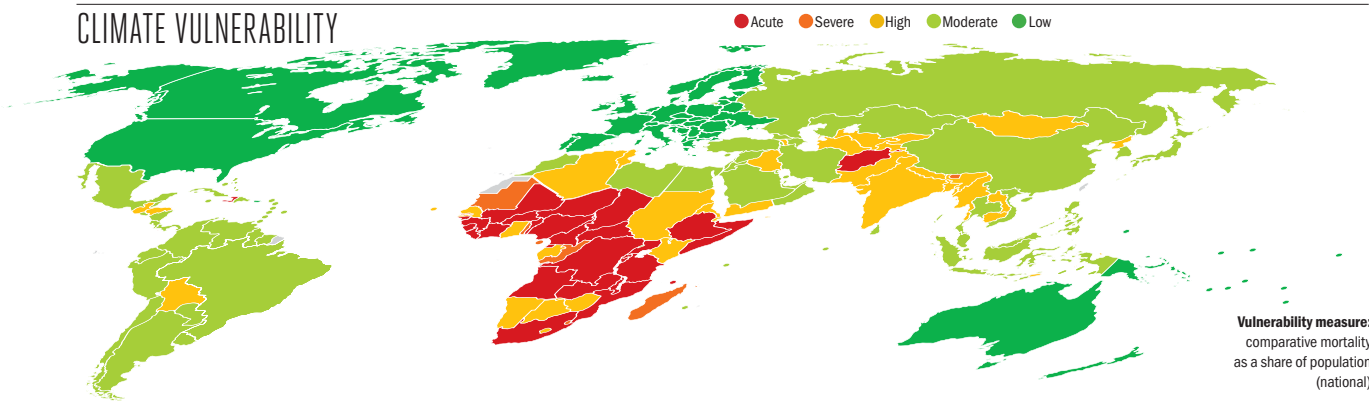 CLIMATE VULNERABILITY
Acute Severe High Moderate Low
Vulnerability measure:
comparative mortality
as a share of population
(national)